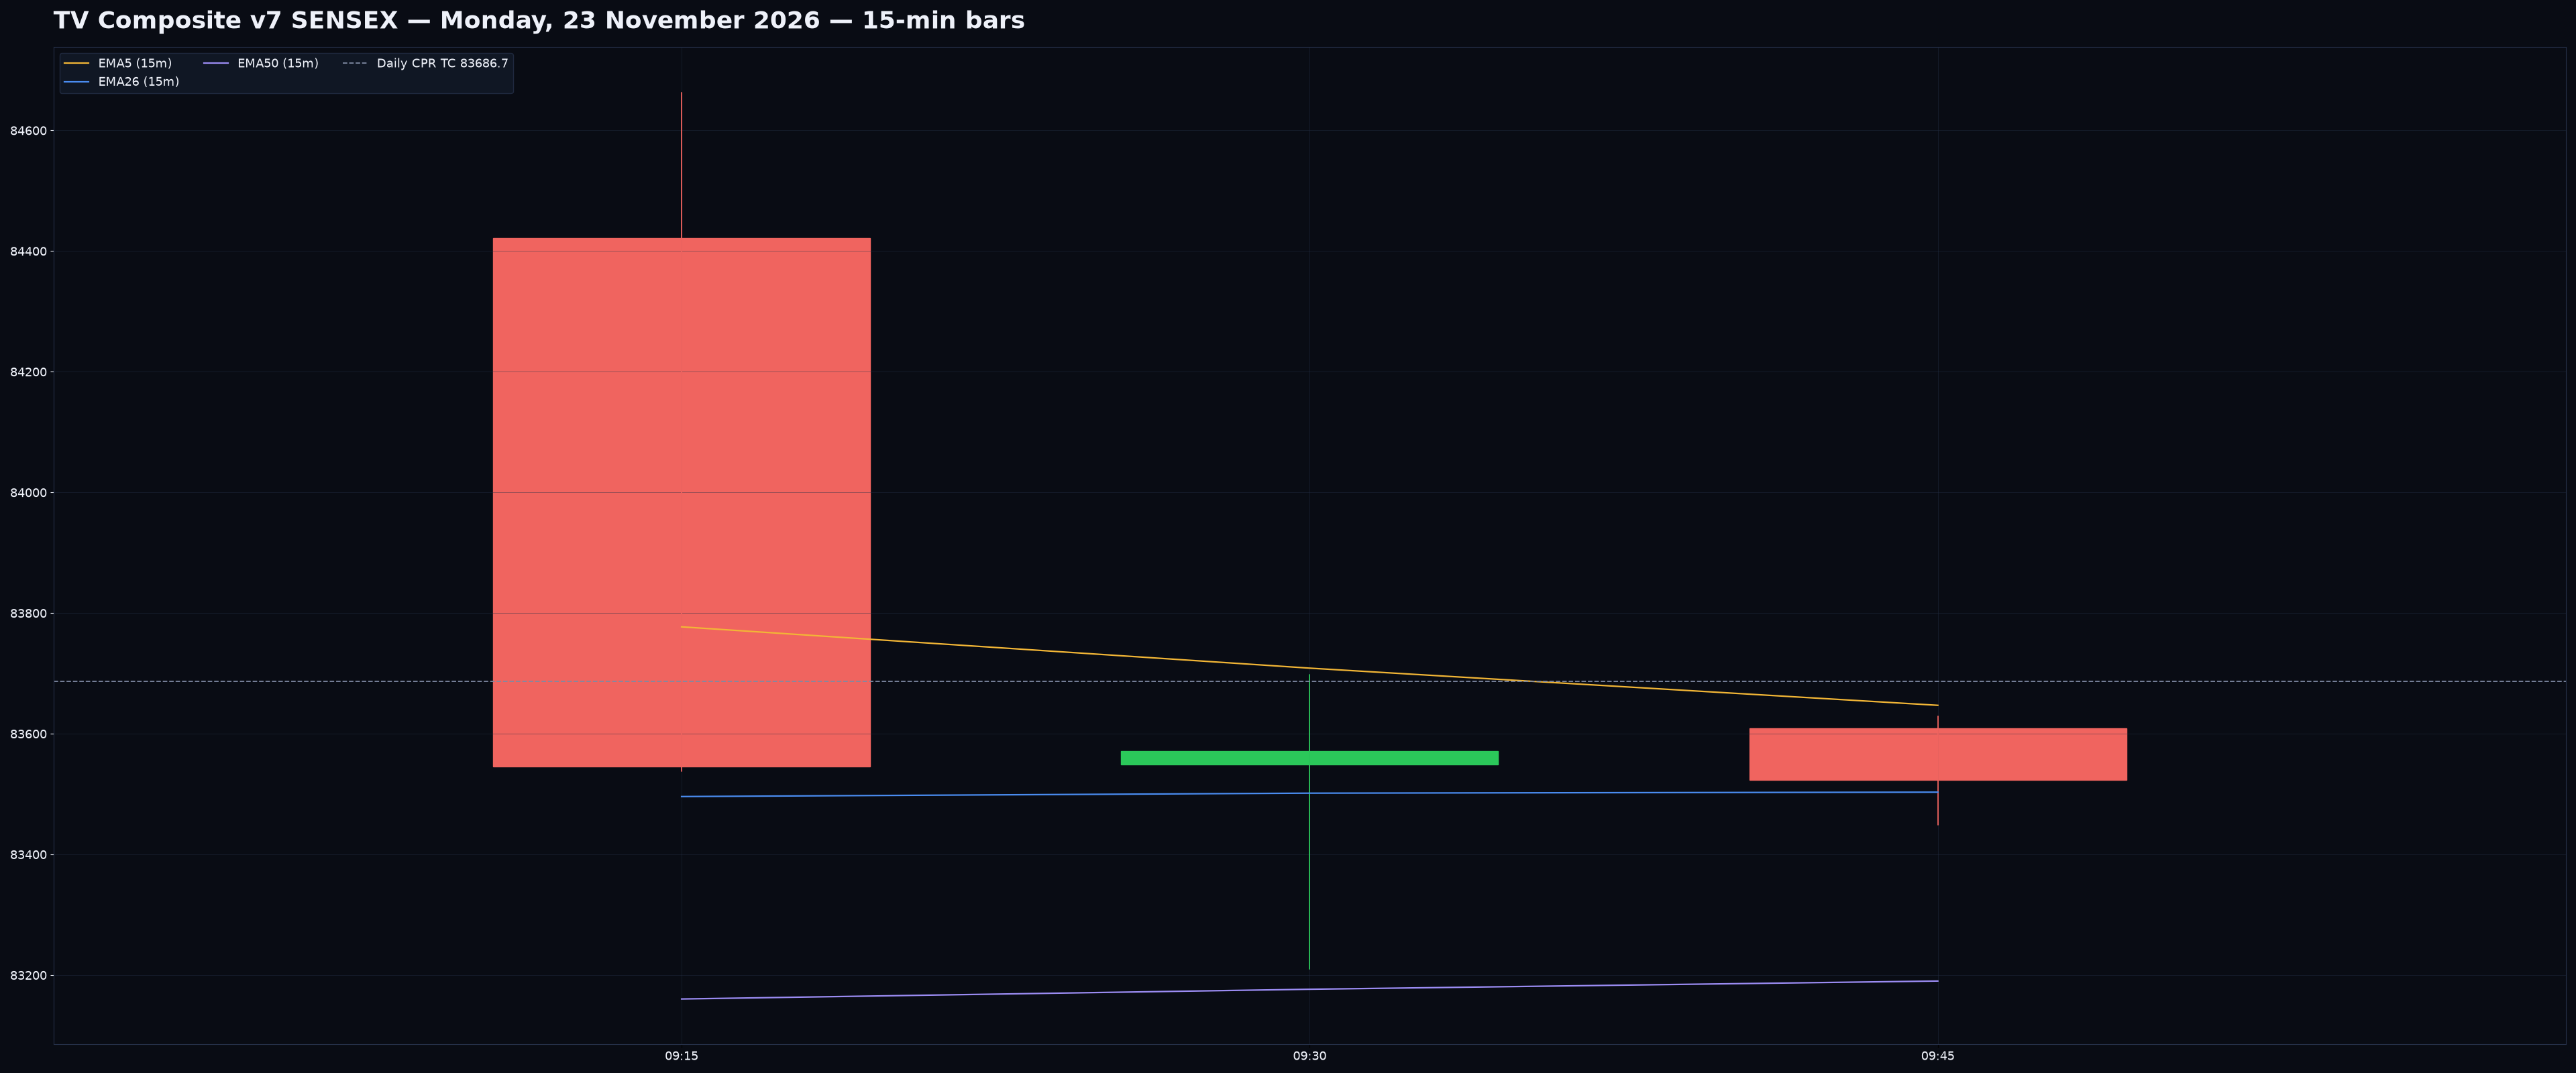 TV Composite v7 SENSEX — Monday, 23 November 2026 — 15-min bars
EMA5 (15m) EMA50 (15m) Daily CPR TC 83686.7
EMA26 (15m)
84600
84400
84200
84000
83800
83600
83400
83200
09:15 09:30 09:45